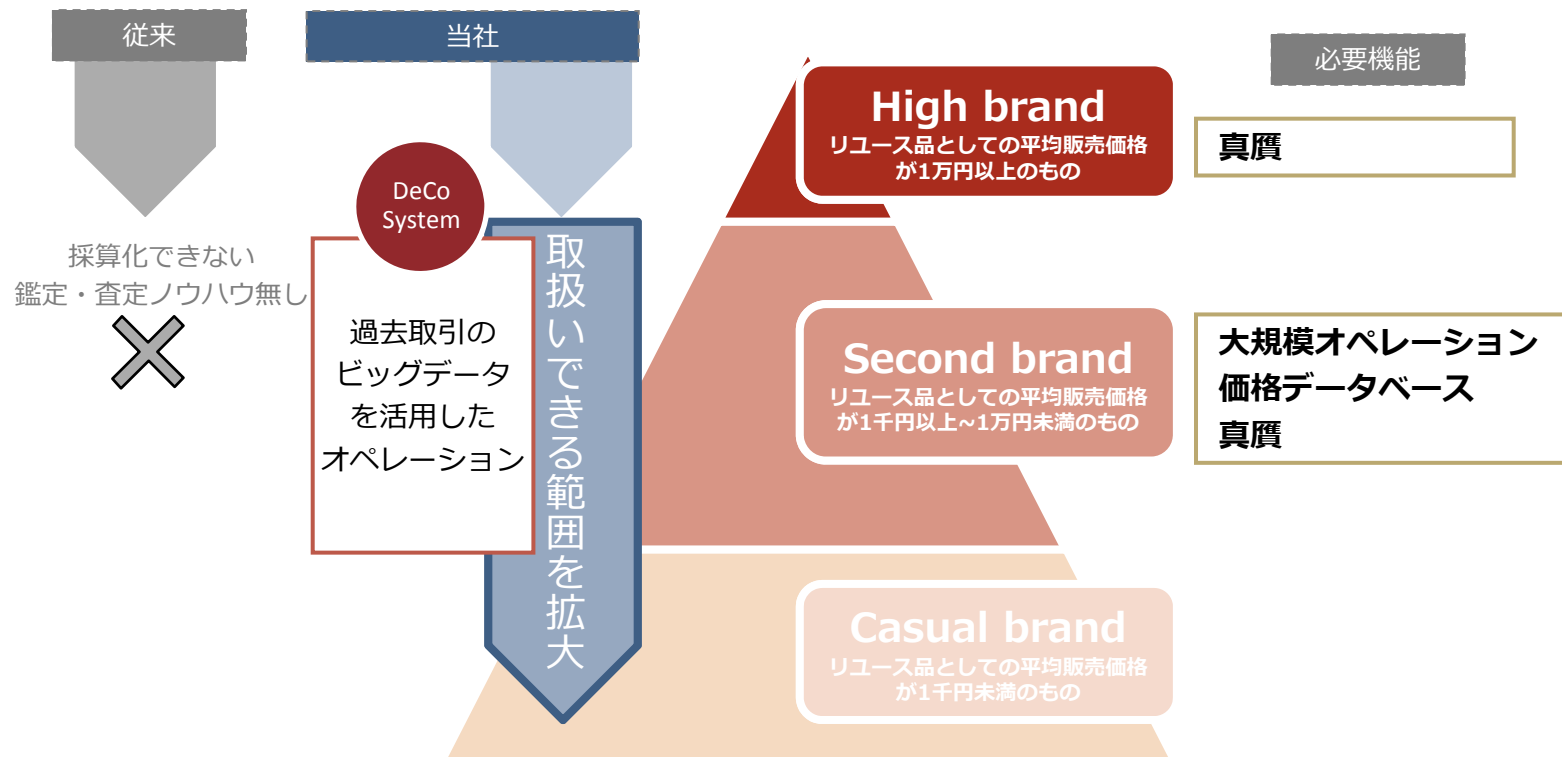 従来
当社
必要機能
採算化できない
鑑定・査定ノウハウ無し
DeCo
System
過去取引の
ビッグデータ
を活用した
オペレーション
取扱いできる範囲を拡大
High brand
リユース品としての平均販売価格
が1万円以上のもの
真贋
Second brand
リユース品としての平均販売価格
が1千円以上~1万円未満のもの
大規模オペレーション
価格データベース
真贋
Casual brand
リユース品としての平均販売価格
が1千円未満のもの